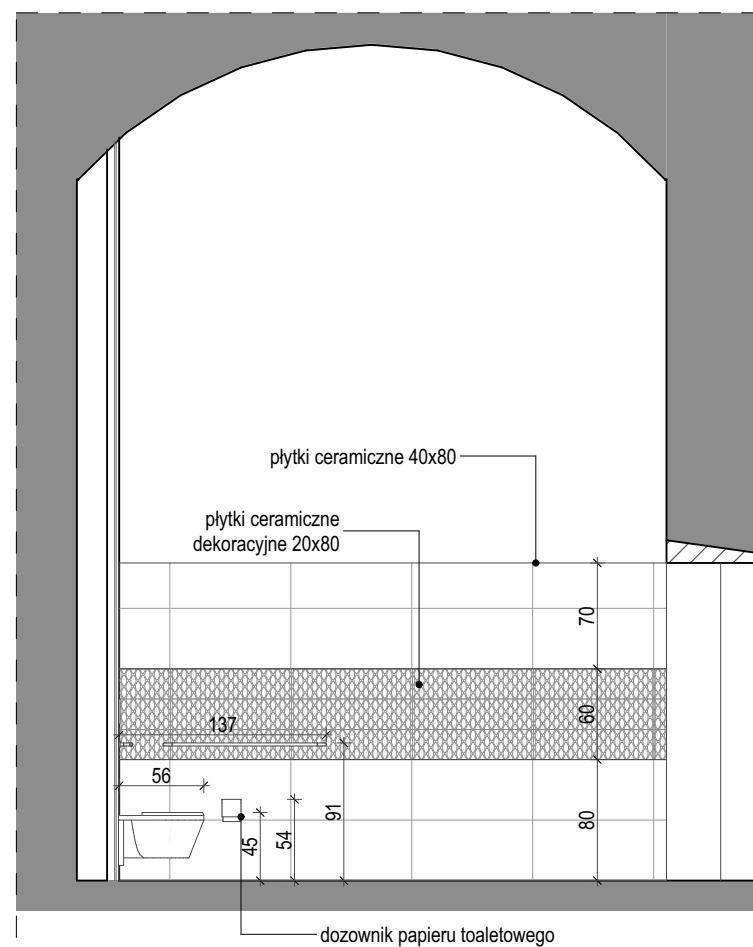 płytki ceramiczne 40x80
płytki ceramiczne
dekoracyjne 20x80
70
60
137
56
91
54
45
80
dozownik papieru toaletowego